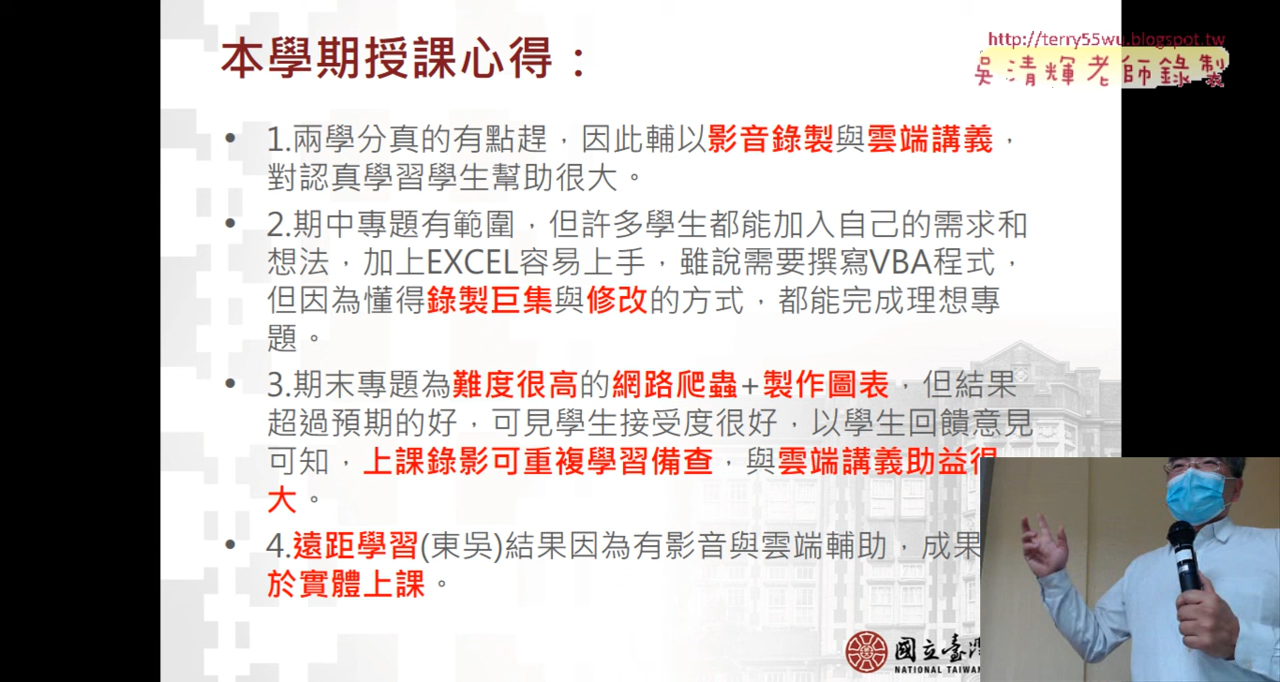 本學期授課心得：
http://terry55wu.blogspot.tw
吳清輝老師錄製
• 1.兩學分真的有點趕，因此輔以影音錄製與雲端講義，
對認真學習學生幫助很大。
• 2.期中專題有範圍，但許多學生都能加入自己的需求和
想法，加上EXCEL容易上手，雖說需要撰寫VBA程式，
但因為懂得錄製巨集與修改的方式，都能完成理想專
題。
• 3.期末專題為難度很高的網路爬蟲+製作圖表，但結果
超過預期的好，可見學生接受度很好，以學生回饋意見
可知，上課錄影可重複學習備查，與雲端講義助益很
大。
• 4.遠距學習(東吳)結果因為有影音與雲端輔助，成果
於實體上課。
國立臺灣
NATIONAL TAIWAN